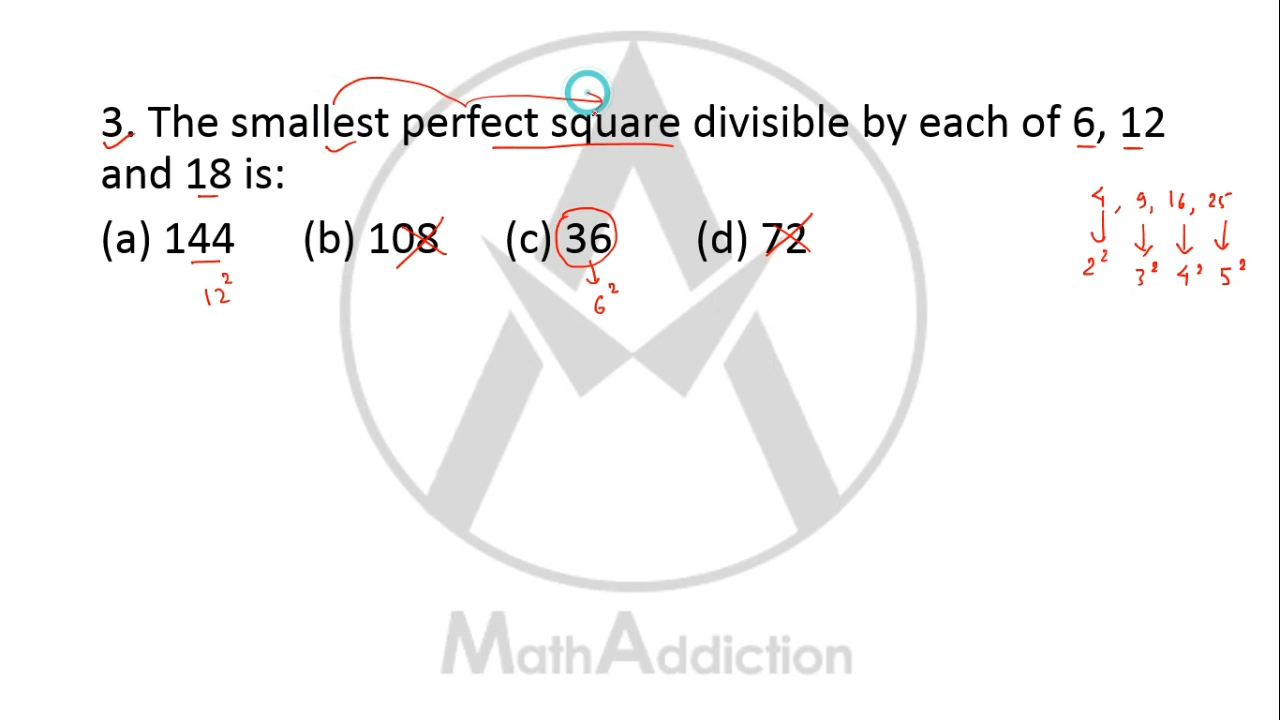 3. The smallest perfect square divisible by each of 6, 12
and 18 is:
4, 9, 16, 25
(a) 144 (b) 108 (c) 36 (d) 72
2² 3² 4² 5²
12² 6²
MathAddiction